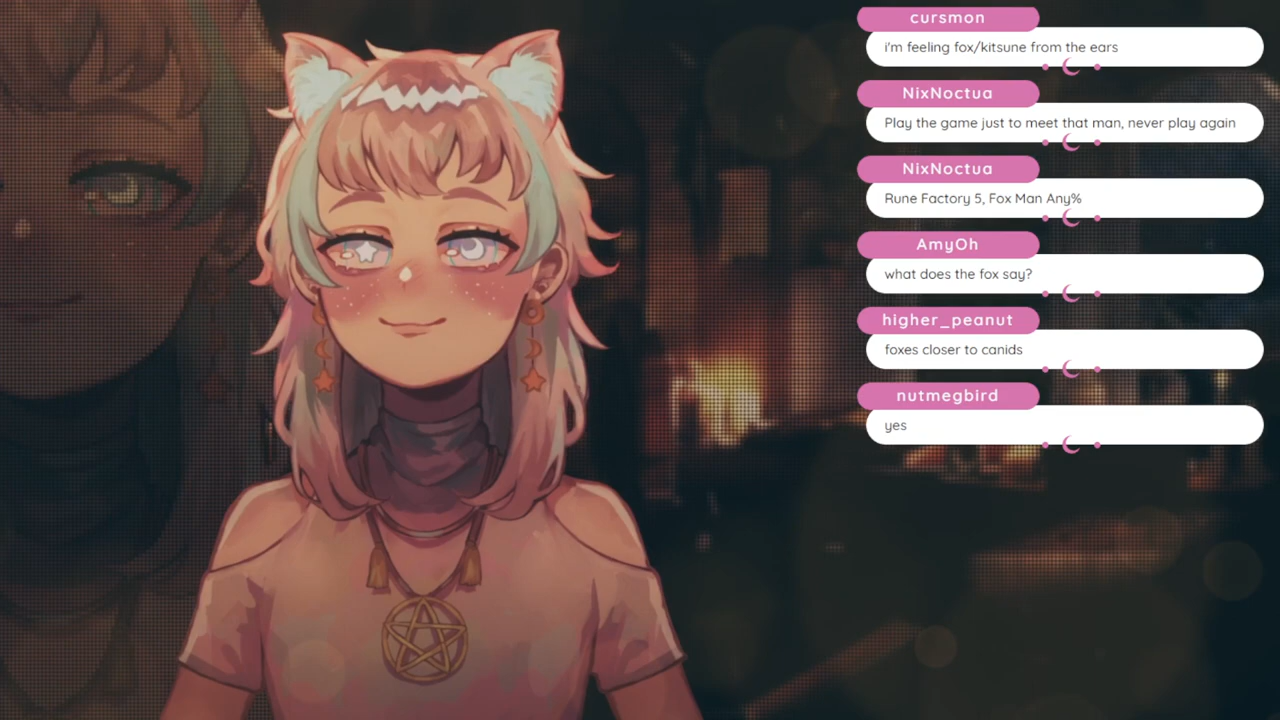 cursmon
i'm feeling fox/kitsune from the ears
NixNoctua
Play the game just to meet that man, never play again
NixNoctua
Rune Factory 5, Fox Man Any%
AmyOh
what does the fox say?
higher_peanut
foxes closer to canids
nutmegbird
yes